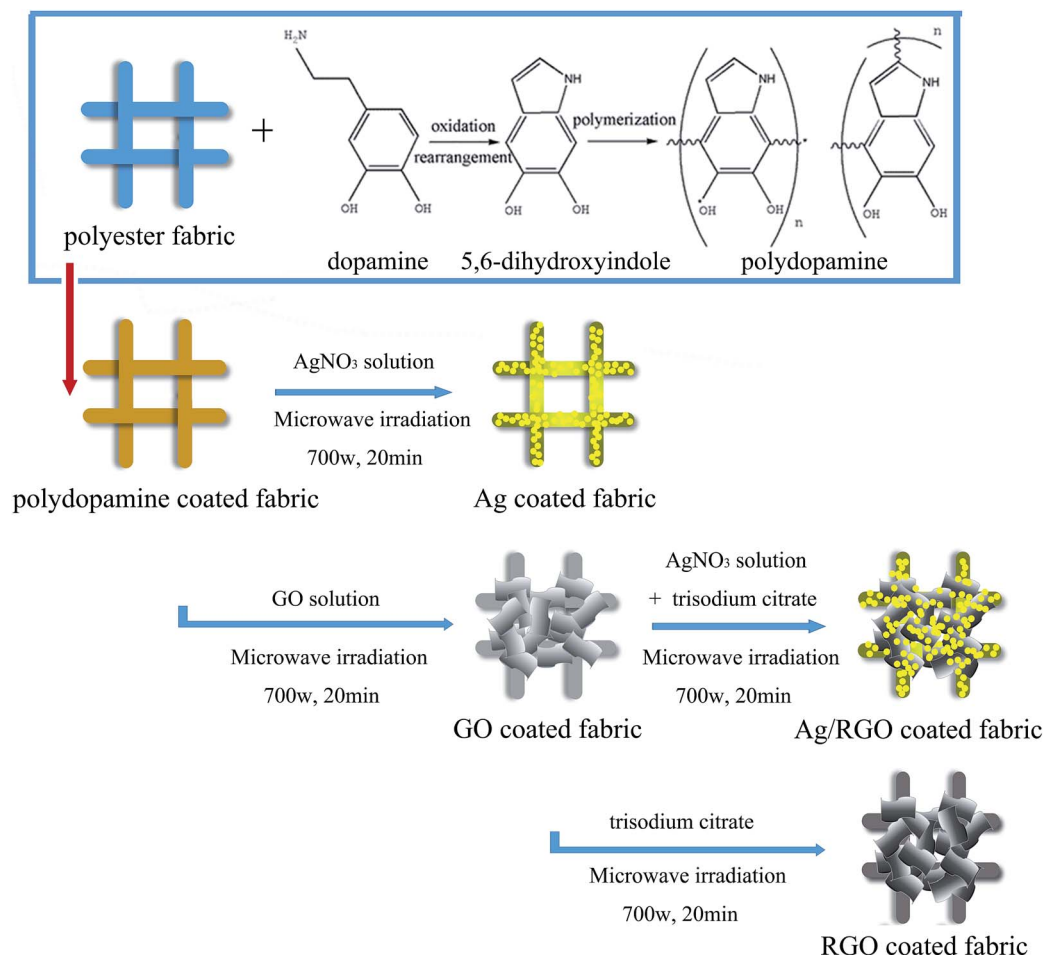 H₂N
n
NH
NH
NH
+
oxidation
rearrangement
polymerization
OH
OH
OH
OH
OH
OH
n
OH
OH
polyester fabric
dopamine
5,6-dihydroxyindole
polydopamine
AgNO₃ solution
Microwave irradiation
700w, 20min
polydopamine coated fabric
Ag coated fabric
GO solution
Microwave irradiation
700w, 20min
AgNO₃ solution
+ trisodium citrate
Microwave irradiation
700w, 20min
GO coated fabric
Ag/RGO coated fabric
trisodium citrate
Microwave irradiation
700w, 20min
RGO coated fabric